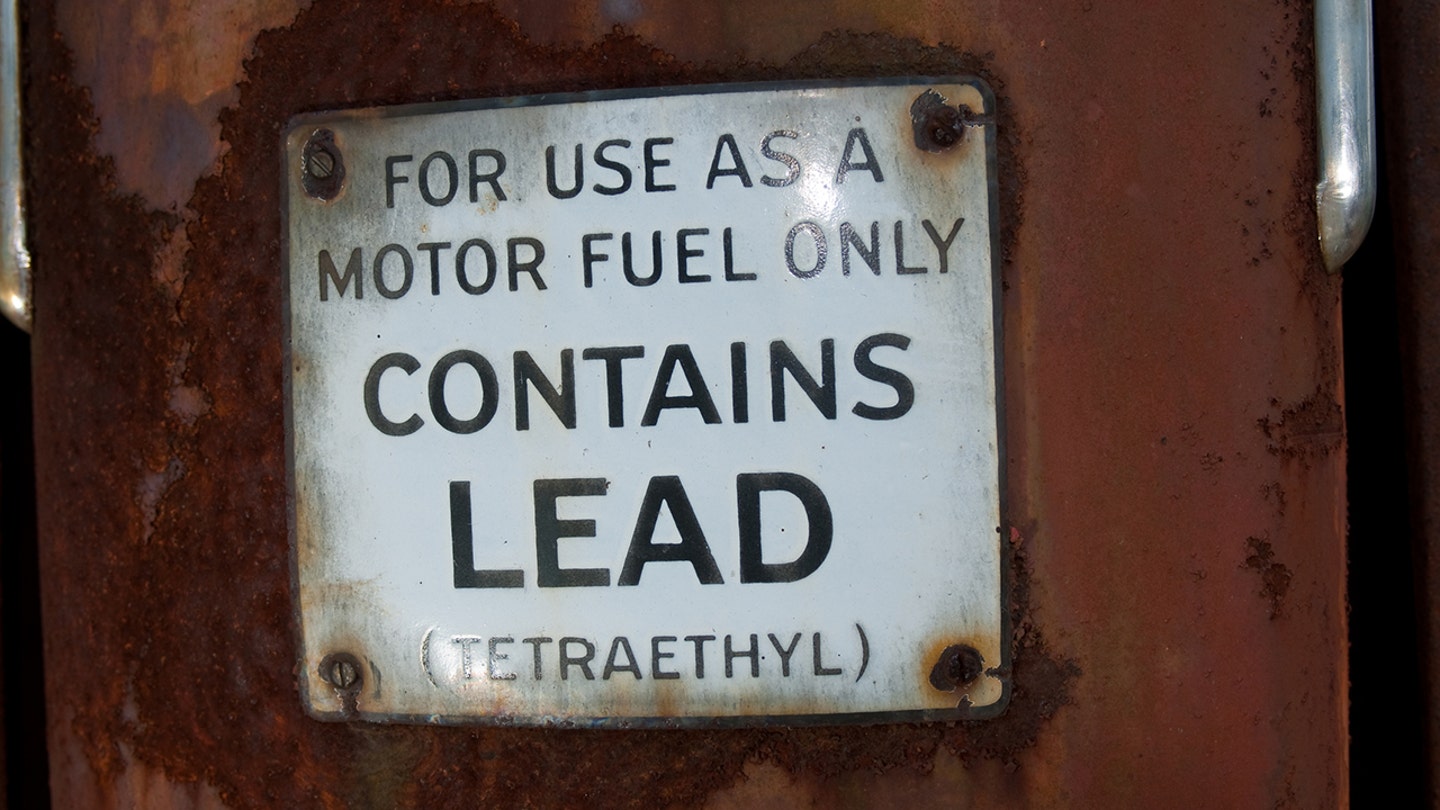 FOR USE AS A
MOTOR FUEL ONLY
CONTAINS
LEAD
(TETRAETHYL)